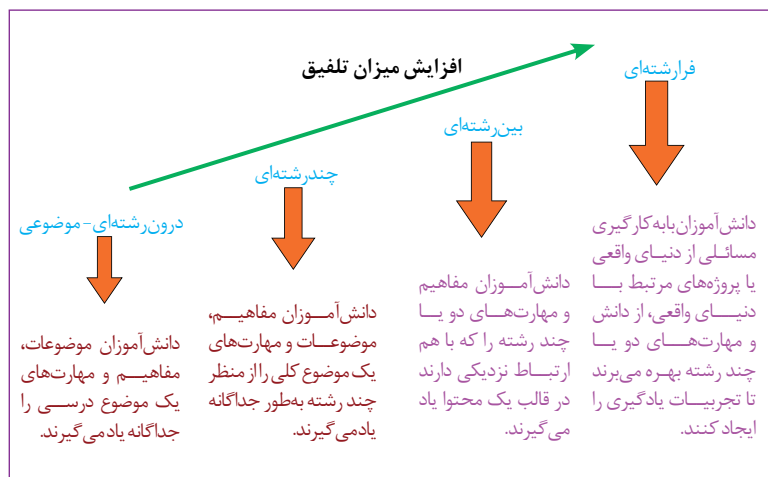 افزایش میزان تلفیق
فرارشته‌ای
دانش‌آموزان با به کار گیری
مسائلی از دنیای واقعی
یا پروژه‌های مرتبط با
دنیای واقعی، از دانش
و مهارت‌های دو یا
چند رشته بهره می‌برند
تا تجربیات یادگیری را
ایجاد کنند.
بین‌رشته‌ای
دانش‌آموزان مفاهیم
و مهارت‌های دو یا
چند رشته را که با هم
ارتباط نزدیکی دارند
در قالب یک محتوا یاد
می‌گیرند.
چندرشته‌ای
دانش‌آموزان مفاهیم،
موضوعات و مهارت‌های
یک موضوع کلی را از منظر
چند رشته به‌طور جداگانه
یاد می‌گیرند.
درون‌رشته‌ای - موضوعی
دانش‌آموزان موضوعات،
مفاهیم و مهارت‌های
یک موضوع درسی را
جداگانه یاد می‌گیرند.